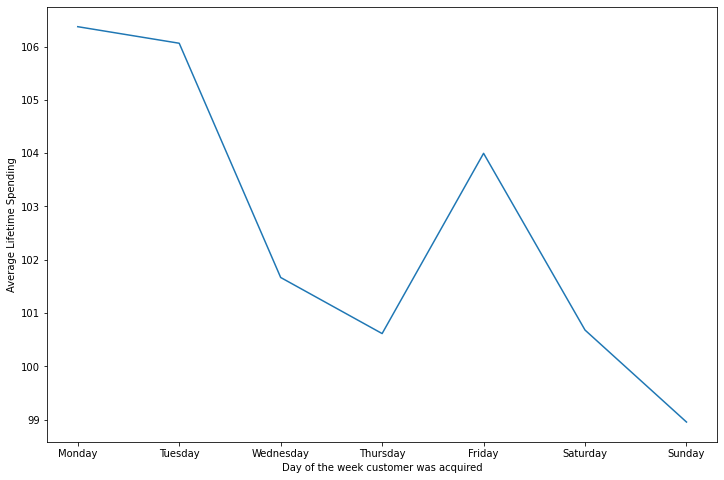 106
105
104
103
102
101
100
99
Average Lifetime Spending
Monday Tuesday Wednesday Thursday Friday Saturday Sunday
Day of the week customer was acquired